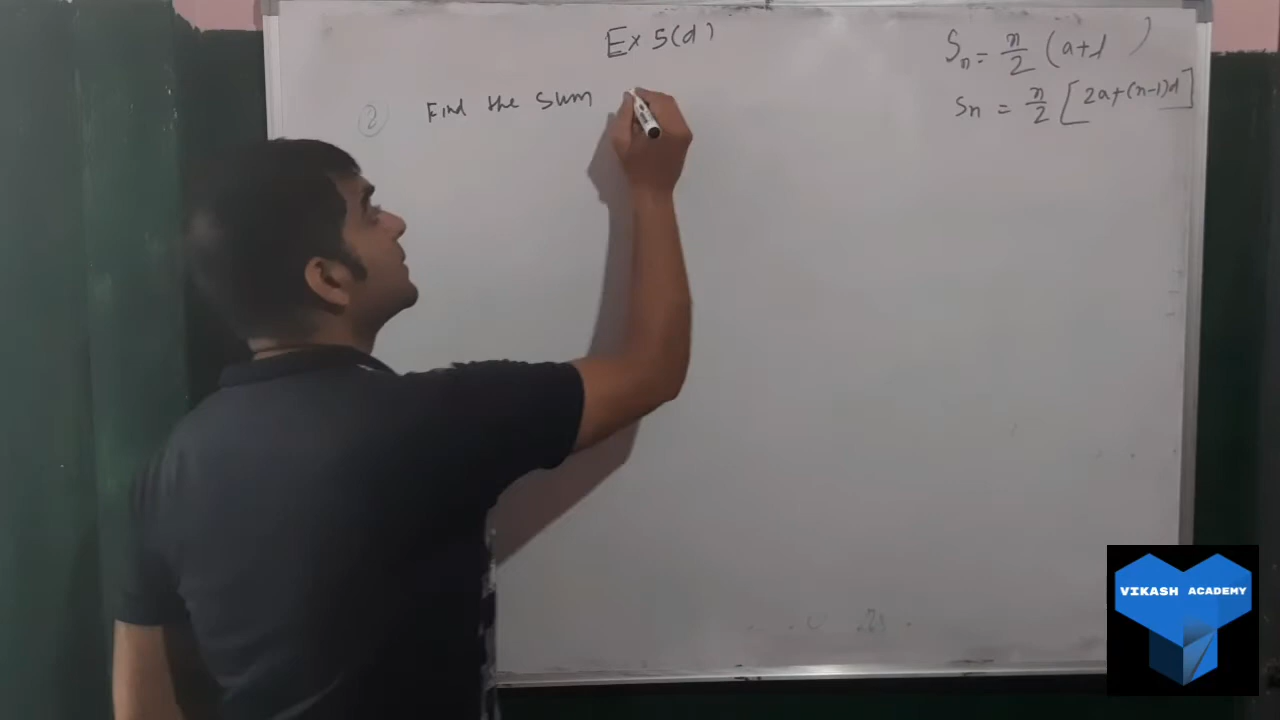 Ex 5(d)
Sn = n/2 (a+l )
Sn = n/2 [2a+(n-1)d]
② Find the sum
VIKASH ACADEMY